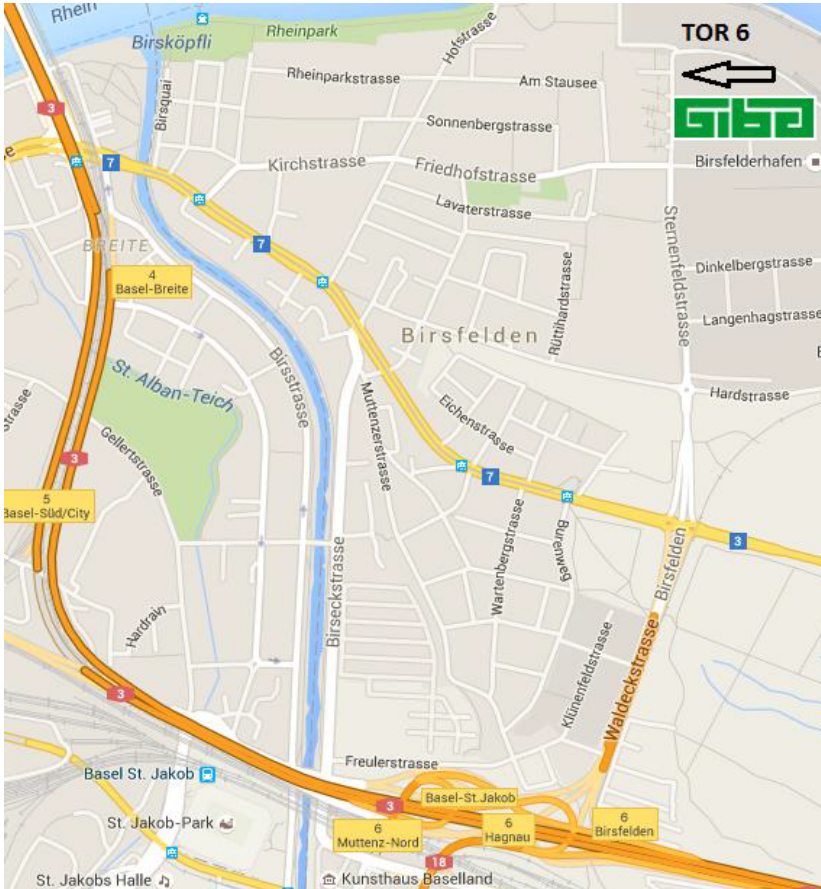 Rhein
Birsköpfli
Rheinpark
Hofstrasse
TOR 6
Rheinparkstrasse
Am Stausee
3
Birsquai
Sonnenbergstrasse
GIBA
7
Kirchstrasse
Friedhofstrasse
Birsfelderhafen
Lavaterstrasse
Sternenfeldstrasse
BREITE
7
4
Basel-Breite
Rüttihardstrasse
Dinkelbergstrasse
Langenhagstrasse
Birsfelden
St. Alban-Teich
Birsstrasse
Muttenzerstrasse
Hardstrasse
Eichenstrasse
Gellertstrasse
3
7
5
Basel-Süd/City
3
Wartenbergstrasse
Burenweg
Birsfelden
Birseckstrasse
Hardrain
Klünenfeldstrasse
Waldeckstrasse
3
Freulerstrasse
Basel St. Jakob
3
Basel-St.Jakob
St. Jakob-Park
6
Muttenz-Nord
6
Hagnau
6
Birsfelden
18
St. Jakobs Halle
Kunsthaus Baselland